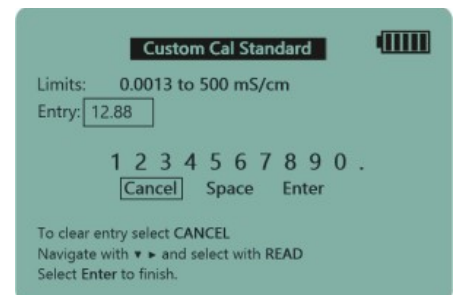 Custom Cal Standard
Limits: 0.0013 to 500 mS/cm
Entry: 12.88
1 2 3 4 5 6 7 8 9 0 .
Cancel Space Enter
To clear entry select CANCEL
Navigate with ▼ ► and select with READ
Select Enter to finish.